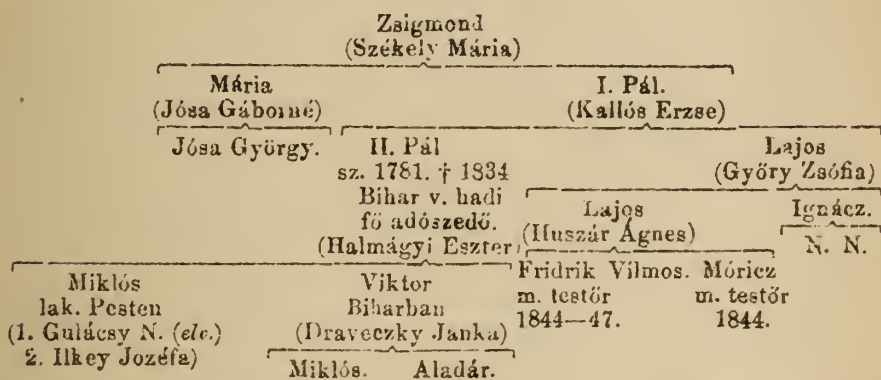 Zsigmond
(Székely Mária)
Mária I. Pál.
(Jósa Gáborné) (Kallós Erzse)
Jósa György. II. Pál Lajos
sz. 1781. † 1834 (Győry Zsófia)
Bihar v. hadi Lajos Ignácz.
fő adószedő. (Huszár Ágnes) N. N.
(Halmágyi Eszter)
Miklós Viktor Fridrik Vilmos. Móricz
lak. Pesten Biharban m. testőr m. testőr
(1. Gulácsy N. (elv.) (Draveczky Janka) 1844—47. 1844.
2. Ilkey Jozéfa)
Miklós. Aladár.